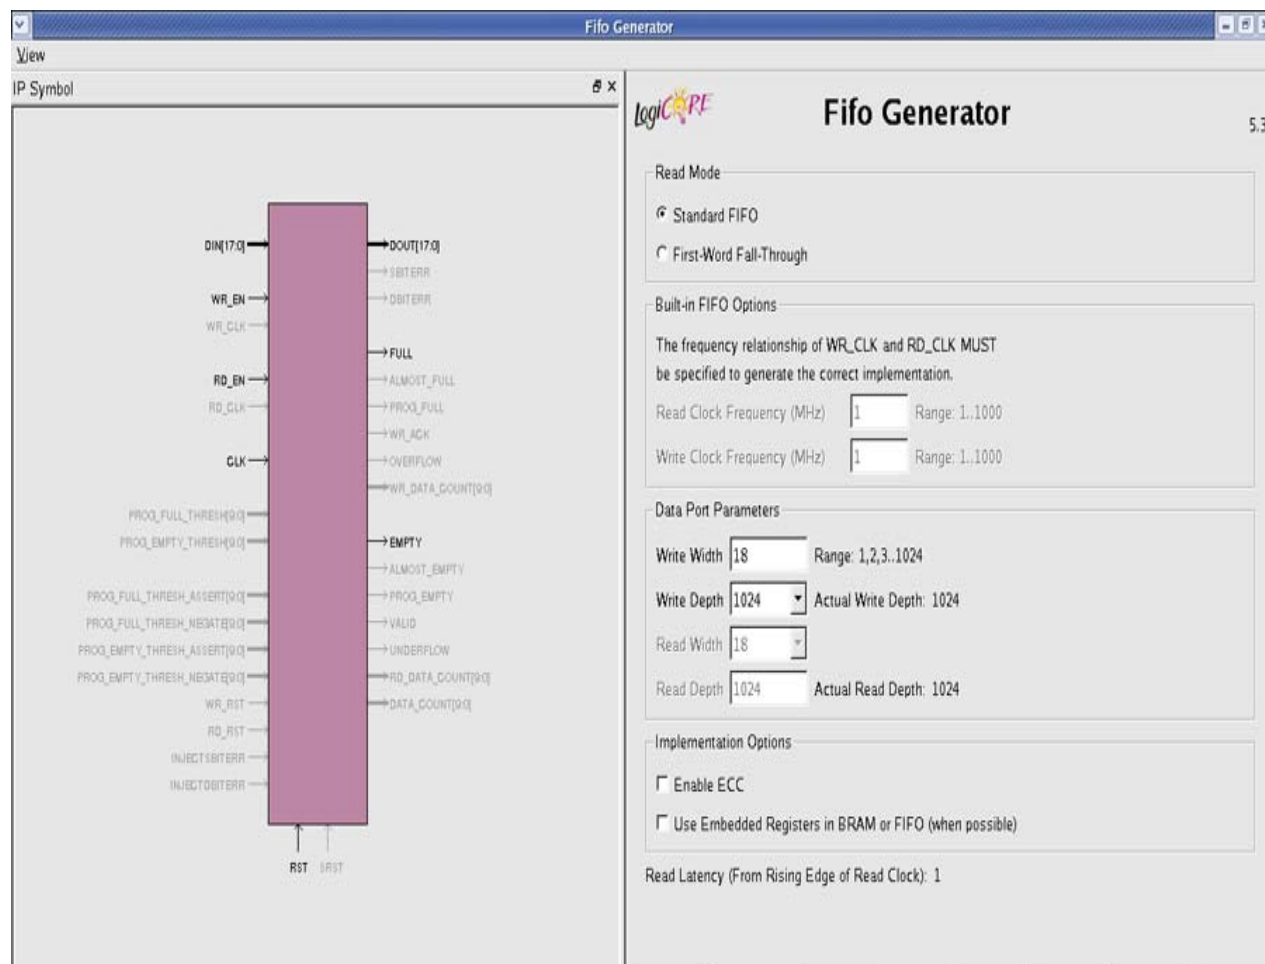 Fifo Generator
View
IP Symbol
DIN[17:0]
WR_EN
WR_CLK
RD_EN
RD_CLK
CLK
PROG_FULL_THRESH[9:0]
PROG_EMPTY_THRESH[9:0]
PROG_FULL_THRESH_ASSERT[9:0]
PROG_FULL_THRESH_NEGATE[9:0]
PROG_EMPTY_THRESH_ASSERT[9:0]
PROG_EMPTY_THRESH_NEGATE[9:0]
WR_RST
RD_RST
INJECTSBITERR
INJECTDBITERR
DOUT[17:0]
SBITERR
DBITERR
FULL
ALMOST_FULL
PROG_FULL
WR_ACK
OVERFLOW
WR_DATA_COUNT[9:0]
EMPTY
ALMOST_EMPTY
PROG_EMPTY
VALID
UNDERFLOW
RD_DATA_COUNT[9:0]
DATA_COUNT[9:0]
RST SRST
LogiCORE
Fifo Generator
5.3
Read Mode
Standard FIFO
First-Word Fall-Through
Built-in FIFO Options
The frequency relationship of WR_CLK and RD_CLK MUST
be specified to generate the correct implementation.
Read Clock Frequency (MHz) 1 Range: 1..1000
Write Clock Frequency (MHz) 1 Range: 1..1000
Data Port Parameters
Write Width 18 Range: 1,2,3..1024
Write Depth 1024 Actual Write Depth: 1024
Read Width 18
Read Depth 1024 Actual Read Depth: 1024
Implementation Options
Enable ECC
Use Embedded Registers in BRAM or FIFO (when possible)
Read Latency (From Rising Edge of Read Clock): 1